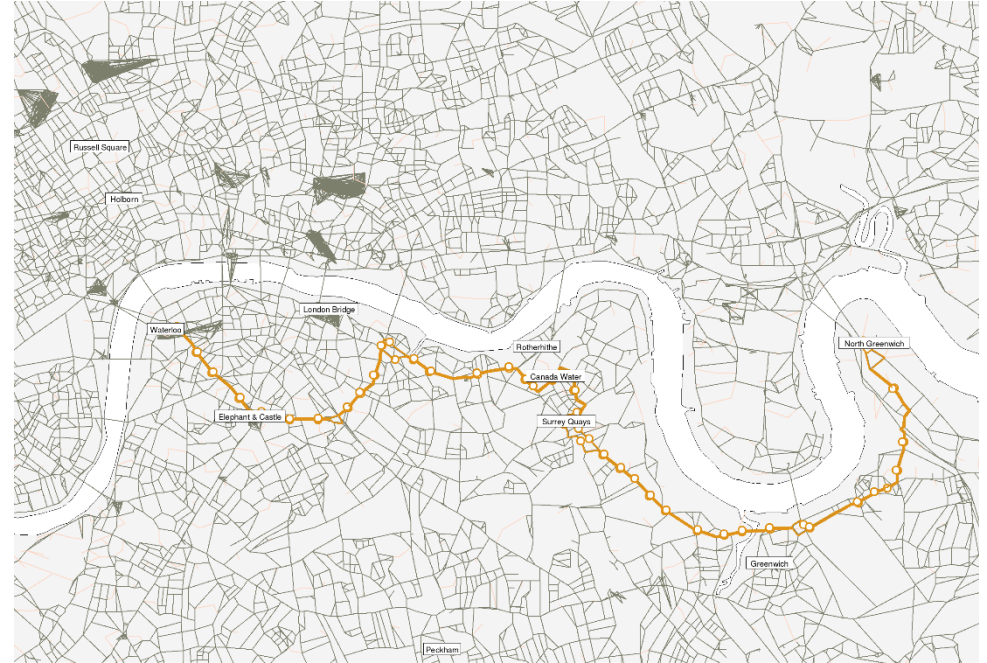 Russell Square
Holborn
London Bridge
Waterloo
North Greenwich
Rotherhithe
Canada Water
Elephant & Castle
Surrey Quays
Greenwich
Peckham